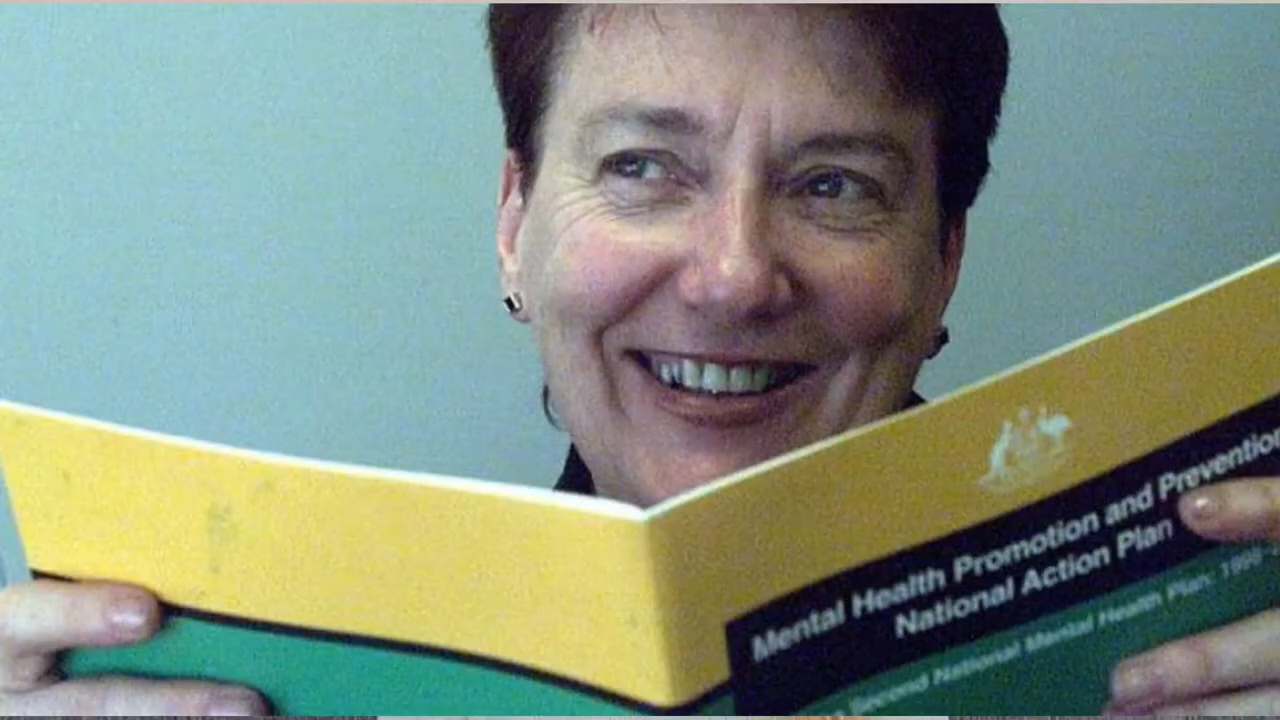 Mental Health Promotion and Prevention
National Action Plan
Second National Mental Health Plan: